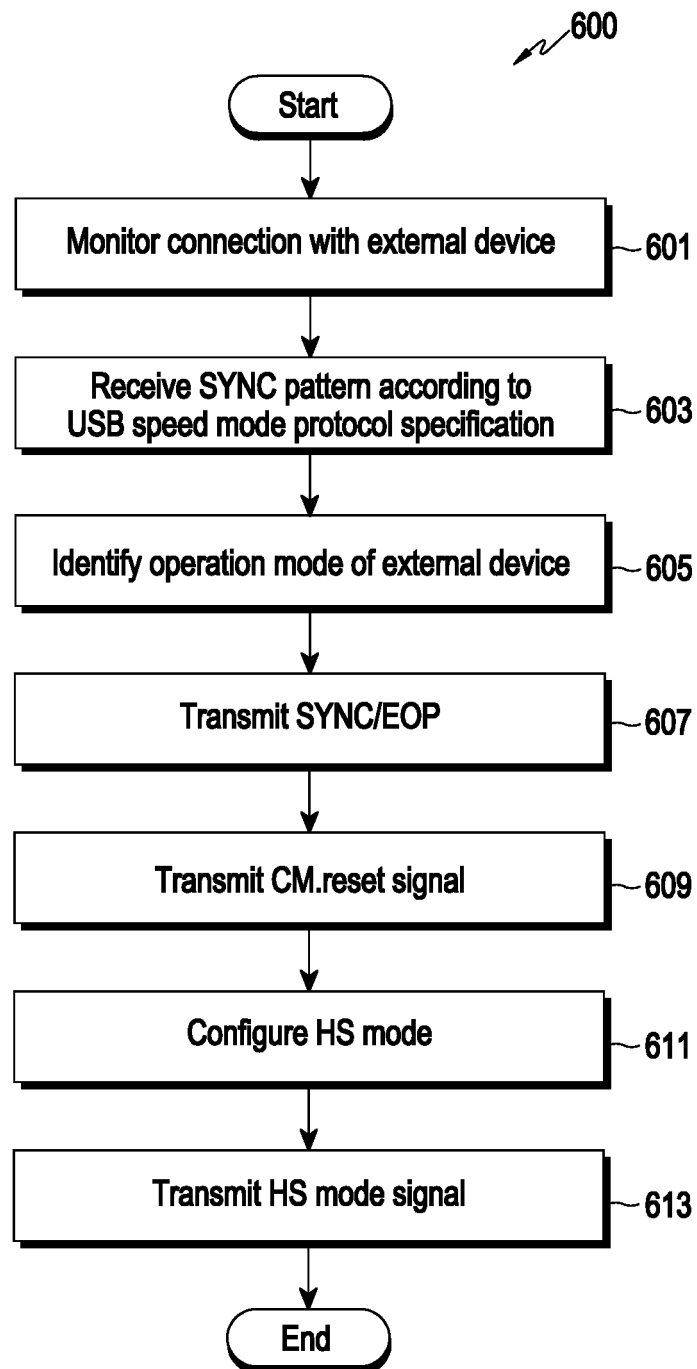 600
Start
Monitor connection with external device
601
Receive SYNC pattern according to
USB speed mode protocol specification
603
Identify operation mode of external device
605
Transmit SYNC/EOP
607
Transmit CM.reset signal
609
Configure HS mode
611
Transmit HS mode signal
613
End